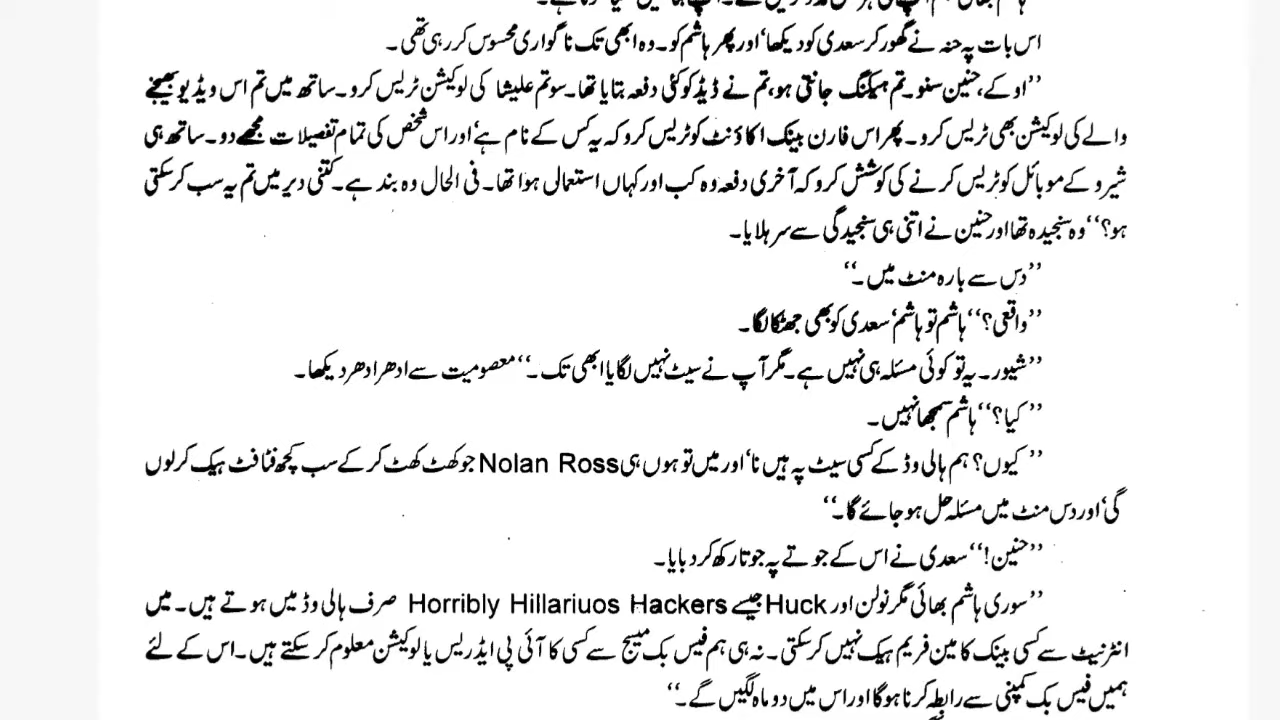 اس بات پہ حنہ نے گھور کر سعدی کو دیکھا‘ اور پھر ہاشم کو۔ وہ ابھی تک ناگواری محسوس کر رہی تھی۔
’’اوکے، حنین سنو۔ تم ہیکنگ جانتی ہو، تم نے ڈیڈ کو کئی دفعہ بتایا تھا۔ سو تم علیشا کی لوکیشن ٹریس کرو۔ ساتھ میں تم اس ویڈیو بھیجنے
والے کی لوکیشن بھی ٹریس کرو۔ پھر اس فارن بینک اکاؤنٹ کو ٹریس کرو کہ یہ کس کے نام ہے‘ اور اس شخص کی تمام تفصیلات مجھے دو۔ ساتھ ہی
شیرو کے موبائل کو ٹریس کرنے کی کوشش کرو کہ آخری دفعہ وہ کب اور کہاں استعمال ہوا تھا۔ فی الحال وہ بند ہے۔ کتنی دیر میں تم یہ سب کر سکتی
ہو؟‘‘ وہ سنجیدہ تھا اور حنین نے اتنی ہی سنجیدگی سے سر ہلایا۔
’’دس سے بارہ منٹ میں۔‘‘
’’واقعی؟‘‘ ہاشم تو ہاشم‘ سعدی کو بھی جھٹکا لگا۔
’’شیور۔ یہ تو کوئی مسئلہ ہی نہیں ہے۔ مگر آپ نے سیٹ نہیں لگایا ابھی تک۔‘‘ معصومیت سے ادھر ادھر دیکھا۔
’’کیا؟‘‘ ہاشم سمجھا نہیں۔
’’کیوں؟ ہم ہالی وڈ کے کسی سیٹ پہ ہیں نا‘ اور میں تو ہوں ہی Nolan Ross جو کھٹ کھٹ کر کے سب کچھ فٹافٹ ہیک کر لوں
گی‘ اور دس منٹ میں مسئلہ حل ہو جائے گا۔‘‘
’’حنین!‘‘ سعدی نے اس کے جوتے پہ جوتا رکھ کر دبایا۔
’’سوری ہاشم بھائی مگر نولن اور Huck جیسے Horribly Hillariuos Hackers صرف ہالی وڈ میں ہوتے ہیں۔ میں
انٹرنیٹ سے کسی بینک کا مین فریم ہیک نہیں کر سکتی۔ نہ ہی ہم فیس بک میسج سے کسی کا آئی پی ایڈریس یا لوکیشن معلوم کر سکتے ہیں۔ اس کے لئے
ہمیں فیس بک کمپنی سے رابطہ کرنا ہوگا اور اس میں دو ماہ لگیں گے۔‘‘